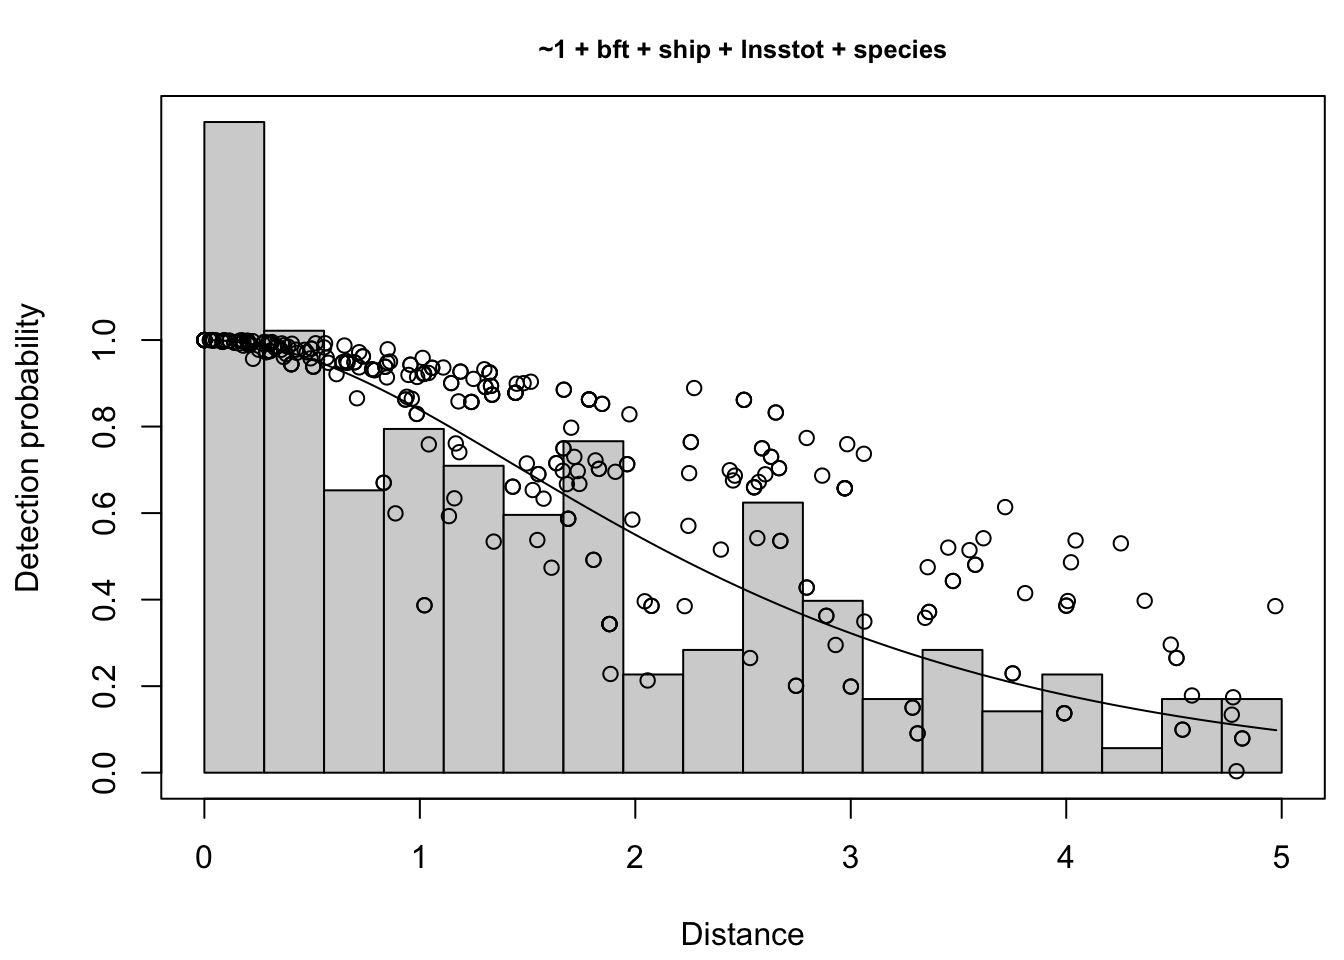 ~1 + bft + ship + lnsstot + species
Detection probability
1.0
0.8
0.6
0.4
0.2
0.0
0 1 2 3 4 5
Distance